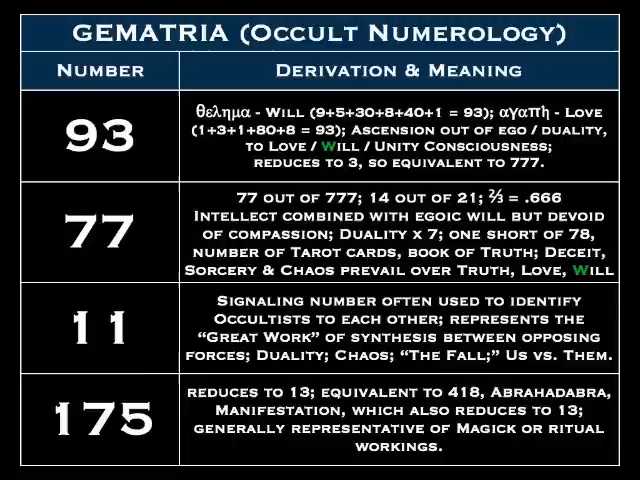 GEMATRIA (OCCULT NUMEROLOGY)
NUMBER
DERIVATION & MEANING
93
θελημα - WILL (9+5+30+8+40+1 = 93); αγαπὴ - LOVE
(1+3+1+80+8 = 93); ASCENSION OUT OF EGO / DUALITY,
TO LOVE / WILL / UNITY CONSCIOUSNESS;
REDUCES TO 3, SO EQUIVALENT TO 777.
77
77 OUT OF 777; 14 OUT OF 21; ⅔ = .666
INTELLECT COMBINED WITH EGOIC WILL BUT DEVOID
OF COMPASSION; DUALITY X 7; ONE SHORT OF 78,
NUMBER OF TAROT CARDS, BOOK OF TRUTH; DECEIT,
SORCERY & CHAOS PREVAIL OVER TRUTH, LOVE, WILL
11
SIGNALING NUMBER OFTEN USED TO IDENTIFY
OCCULTISTS TO EACH OTHER; REPRESENTS THE
“GREAT WORK” OF SYNTHESIS BETWEEN OPPOSING
FORCES; DUALITY; CHAOS; “THE FALL;” US VS. THEM.
175
REDUCES TO 13; EQUIVALENT TO 418, ABRAHADABRA,
MANIFESTATION, WHICH ALSO REDUCES TO 13;
GENERALLY REPRESENTATIVE OF MAGICK OR RITUAL
WORKINGS.